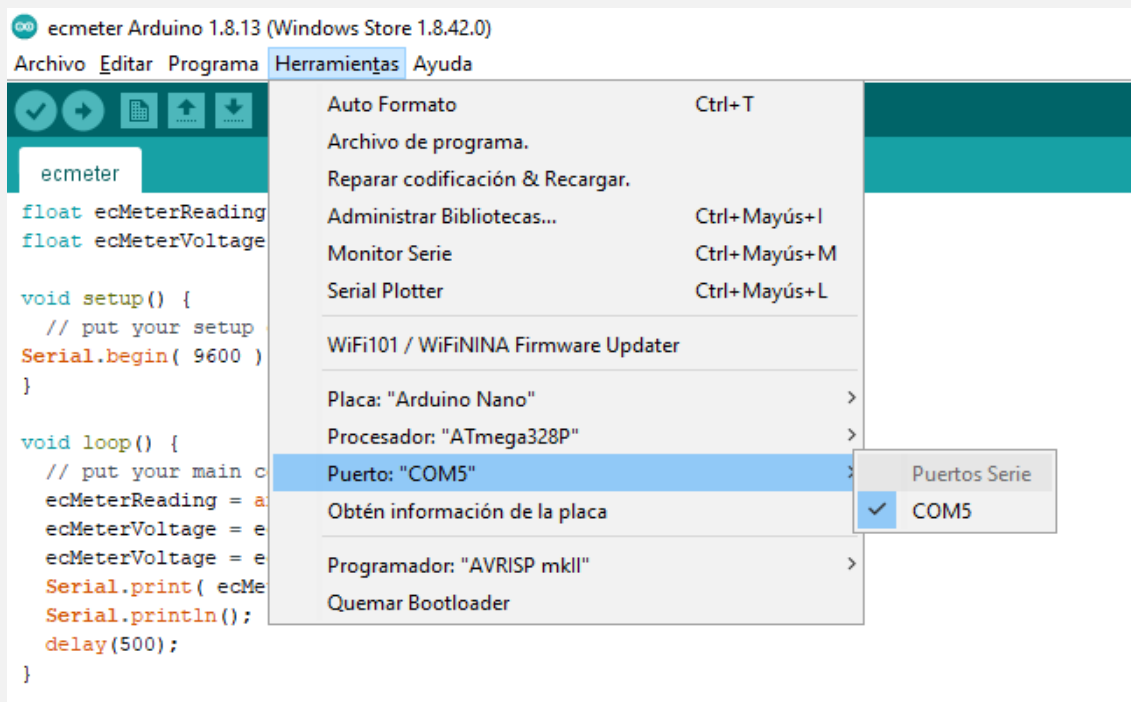 ecmeter Arduino 1.8.13 (Windows Store 1.8.42.0)
Archivo Editar Programa Herramientas Ayuda
ecmeter
float ecMeterReading
float ecMeterVoltage
void setup() {
// put your setup
Serial.begin( 9600 )
}
void loop() {
// put your main
ecMeterReading =
ecMeterVoltage =
ecMeterVoltage =
Serial.print(
Serial.println();
delay(500);
}
Auto Formato Ctrl+T
Archivo de programa.
Reparar codificación & Recargar.
Administrar Bibliotecas... Ctrl+Mayús+I
Monitor Serie Ctrl+Mayús+M
Serial Plotter Ctrl+Mayús+L
WiFi101 / WiFiNINA Firmware Updater
Placa: "Arduino Nano"
Procesador: "ATmega328P"
Puerto: "COM5"
Obtén información de la placa
Programador: "AVRISP mkII"
Quemar Bootloader
Puertos Serie
COM5